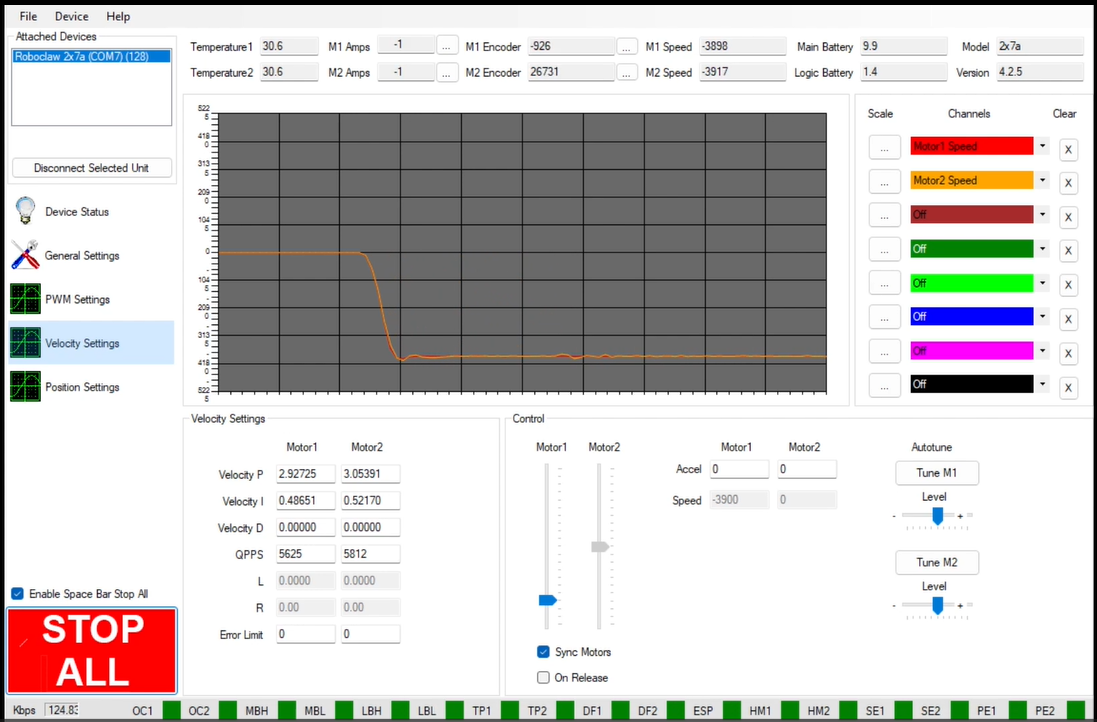 File Device Help
Attached Devices
Roboclaw 2x7a (COM7) (128)
Disconnect Selected Unit
Temperature1 30.6 M1 Amps -1 ... M1 Encoder -926 ... M1 Speed -3898 Main Battery 9.9 Model 2x7a
Temperature2 30.6 M2 Amps -1 ... M2 Encoder 26731 ... M2 Speed -3917 Logic Battery 1.4 Version 4.2.5
Device Status
General Settings
PWM Settings
Velocity Settings
Position Settings
522
5
418
0
313
5
209
0
104
5
0
-
104
5
-
209
0
-
313
5
-
418
0
-
522
5
Scale Channels Clear
... Motor1 Speed X
... Motor2 Speed X
... Off X
... Off X
... Off X
... Off X
... Off X
... Off X
Velocity Settings
Motor1 Motor2
Velocity P 2.92725 3.05391
Velocity I 0.48651 0.52170
Velocity D 0.00000 0.00000
QPPS 5625 5812
L 0.0000 0.0000
R 0.00 0.00
Error Limit 0 0
Control
Motor1 Motor2
Motor1 Motor2
Accel 0 0
Speed -3900 0
Sync Motors
On Release
Autotune
Tune M1
Level
- +
Tune M2
Level
- +
Enable Space Bar Stop All
STOP
ALL
Kbps 124.83 OC1 OC2 MBH MBL LBH LBL TP1 TP2 DF1 DF2 ESP HM1 HM2 SE1 SE2 PE1 PE2